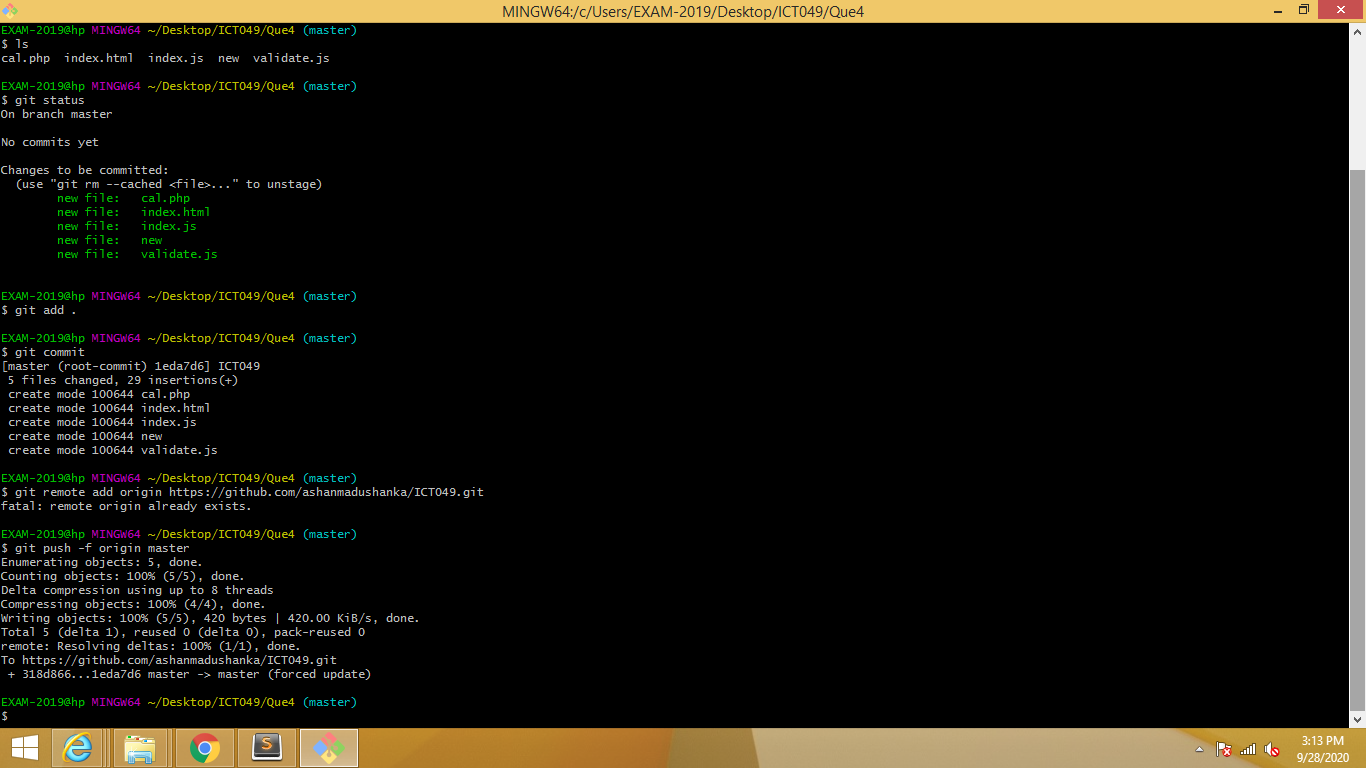 MINGW64:/c/Users/EXAM-2019/Desktop/ICT049/Que4
EXAM-2019@hp MINGW64 ~/Desktop/ICT049/Que4 (master)
$ ls
cal.php  index.html  index.js  new  validate.js
EXAM-2019@hp MINGW64 ~/Desktop/ICT049/Que4 (master)
$ git status
On branch master
No commits yet
Changes to be committed:
  (use "git rm --cached <file>..." to unstage)
        new file:   cal.php
        new file:   index.html
        new file:   index.js
        new file:   new
        new file:   validate.js
EXAM-2019@hp MINGW64 ~/Desktop/ICT049/Que4 (master)
$ git add .
EXAM-2019@hp MINGW64 ~/Desktop/ICT049/Que4 (master)
$ git commit
[master (root-commit) 1eda7d6] ICT049
 5 files changed, 29 insertions(+)
 create mode 100644 cal.php
 create mode 100644 index.html
 create mode 100644 index.js
 create mode 100644 new
 create mode 100644 validate.js
EXAM-2019@hp MINGW64 ~/Desktop/ICT049/Que4 (master)
$ git remote add origin https://github.com/ashanmadushanka/ICT049.git
fatal: remote origin already exists.
EXAM-2019@hp MINGW64 ~/Desktop/ICT049/Que4 (master)
$ git push -f origin master
Enumerating objects: 5, done.
Counting objects: 100% (5/5), done.
Delta compression using up to 8 threads
Compressing objects: 100% (4/4), done.
Writing objects: 100% (5/5), 420 bytes | 420.00 KiB/s, done.
Total 5 (delta 1), reused 0 (delta 0), pack-reused 0
remote: Resolving deltas: 100% (1/1), done.
To https://github.com/ashanmadushanka/ICT049.git
 + 318d866...1eda7d6 master -> master (forced update)
EXAM-2019@hp MINGW64 ~/Desktop/ICT049/Que4 (master)
$
3:13 PM
9/28/2020